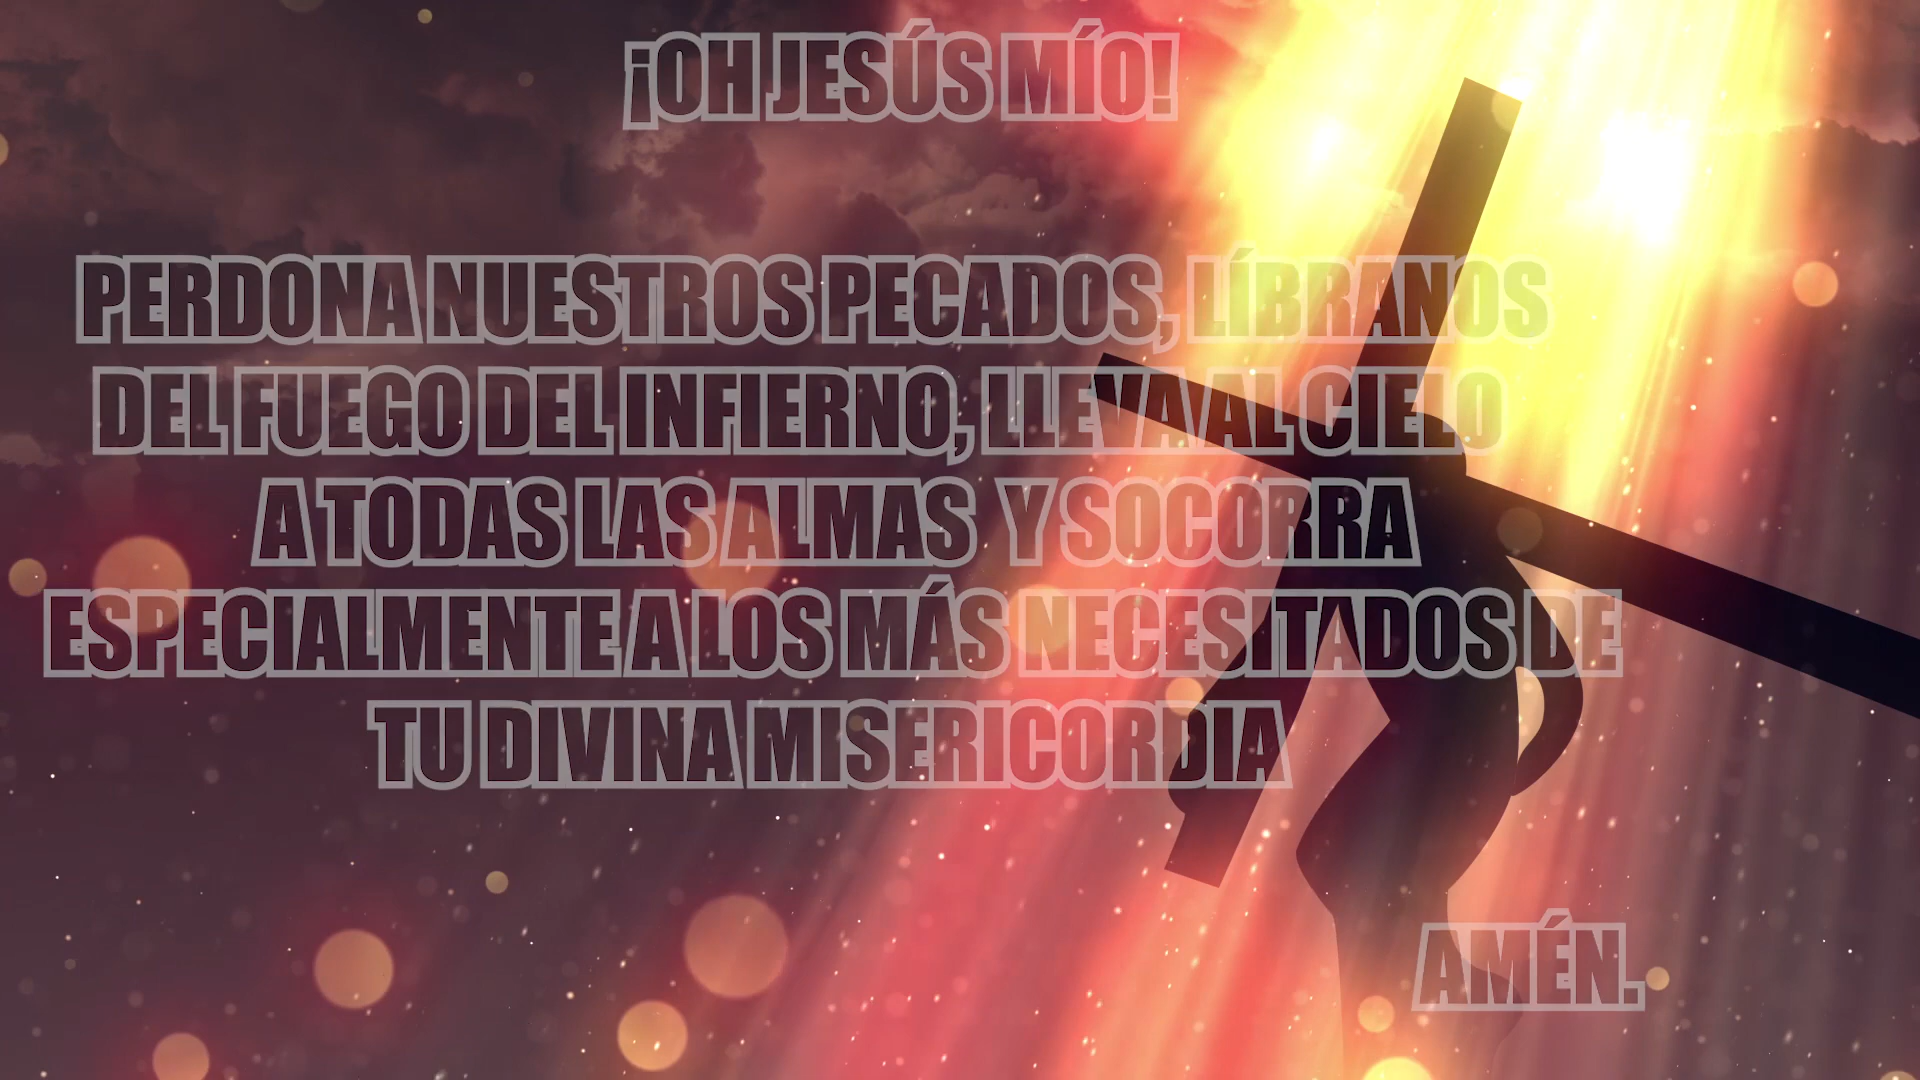 ¡OH JESÚS MÍO!
PERDONA NUESTROS PECADOS, LÍBRANOS
DEL FUEGO DEL INFIERNO, LLEVA AL CIELO
A TODAS LAS ALMAS Y SOCORRA
ESPECIALMENTE A LOS MÁS NECESITADOS DE
TU DIVINA MISERICORDIA
AMÉN.